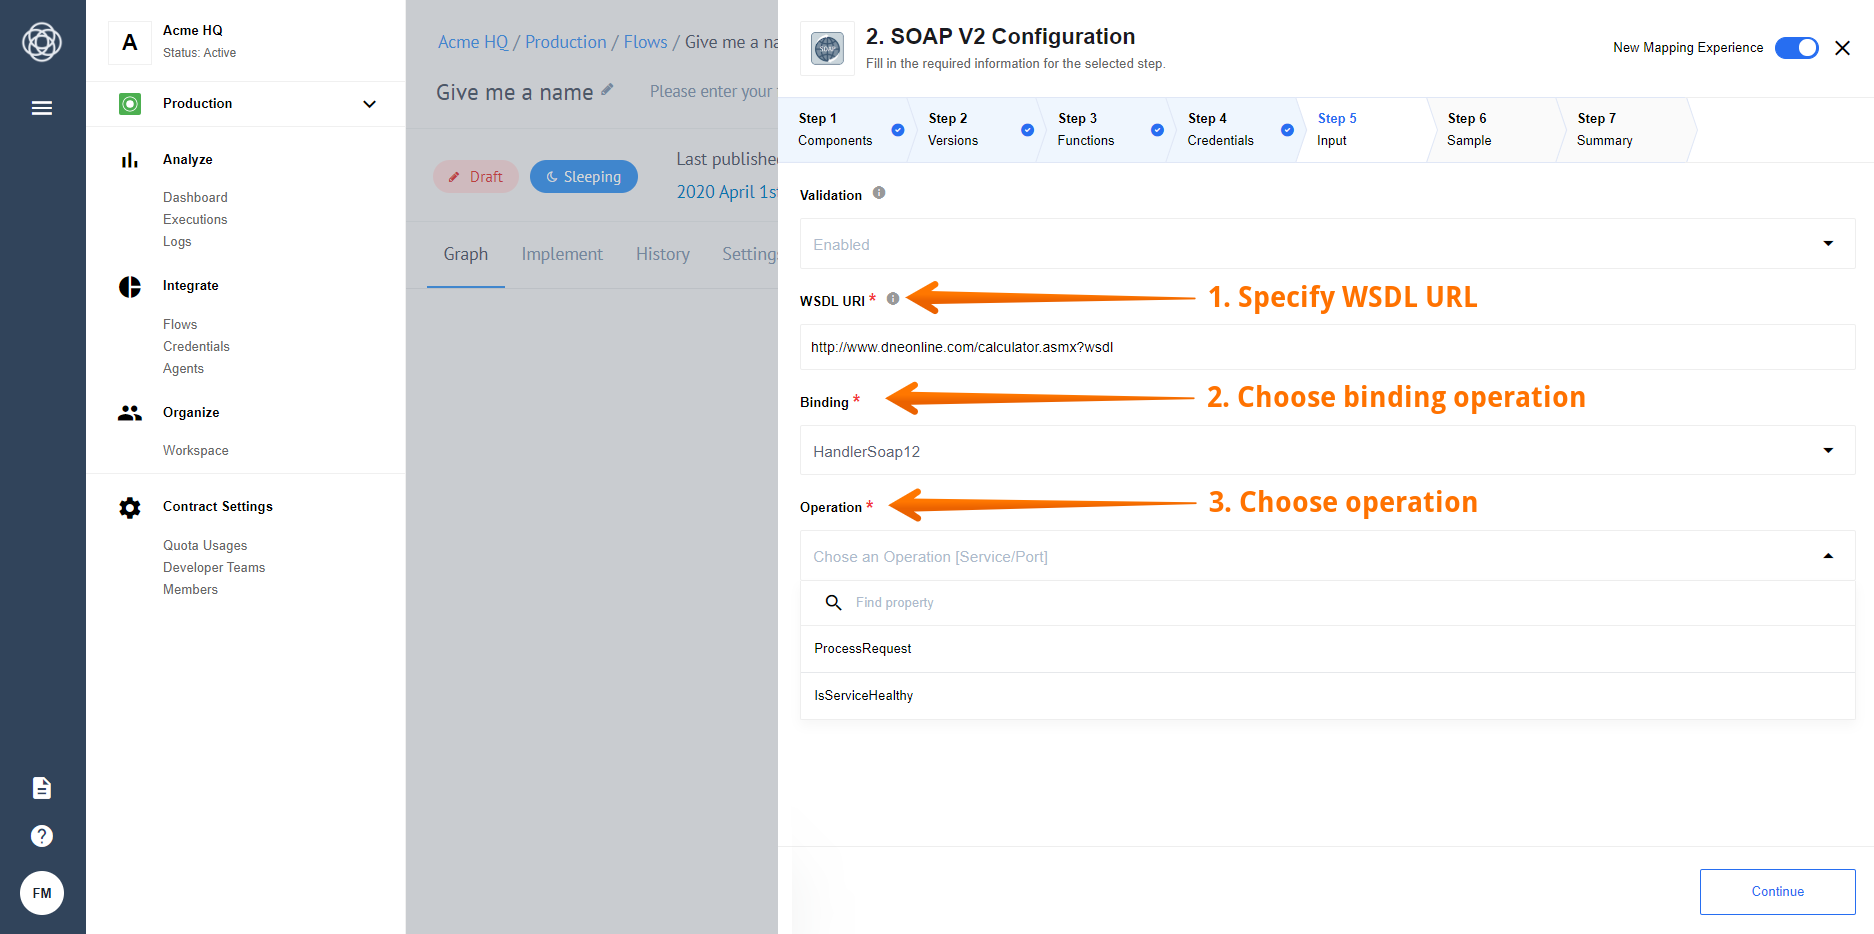 A
Acme HQ
Status: Active
Production
Analyze
Dashboard
Executions
Logs
Integrate
Flows
Credentials
Agents
Organize
Workspace
Contract Settings
Quota Usages
Developer Teams
Members
?
FM
Acme HQ / Production / Flows / Give me a na
Give me a name
Please enter your
Draft
Sleeping
Last published
2020 April 1st
Graph
Implement
History
Settings
SOAP
2. SOAP V2 Configuration
Fill in the required information for the selected step.
New Mapping Experience
Step 1
Components
Step 2
Versions
Step 3
Functions
Step 4
Credentials
Step 5
Input
Step 6
Sample
Step 7
Summary
Validation
Enabled
WSDL URI *
1. Specify WSDL URL
http://www.dneonline.com/calculator.asmx?wsdl
Binding *
2. Choose binding operation
HandlerSoap12
Operation *
3. Choose operation
Chose an Operation [Service/Port]
Find property
ProcessRequest
IsServiceHealthy
Continue